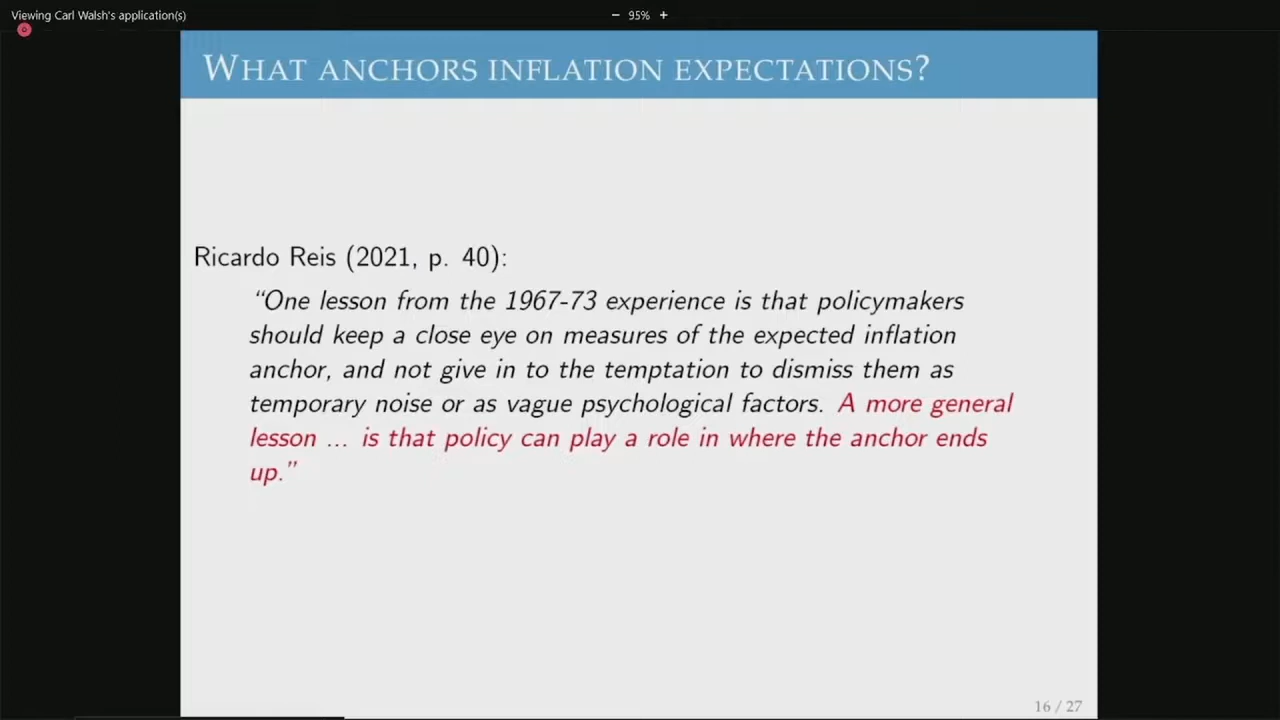 Viewing Carl Walsh's application(s)
− 95% +
WHAT ANCHORS INFLATION EXPECTATIONS?
Ricardo Reis (2021, p. 40):
“One lesson from the 1967-73 experience is that policymakers
should keep a close eye on measures of the expected inflation
anchor, and not give in to the temptation to dismiss them as
temporary noise or as vague psychological factors. A more general
lesson ... is that policy can play a role in where the anchor ends
up.”
16 / 27